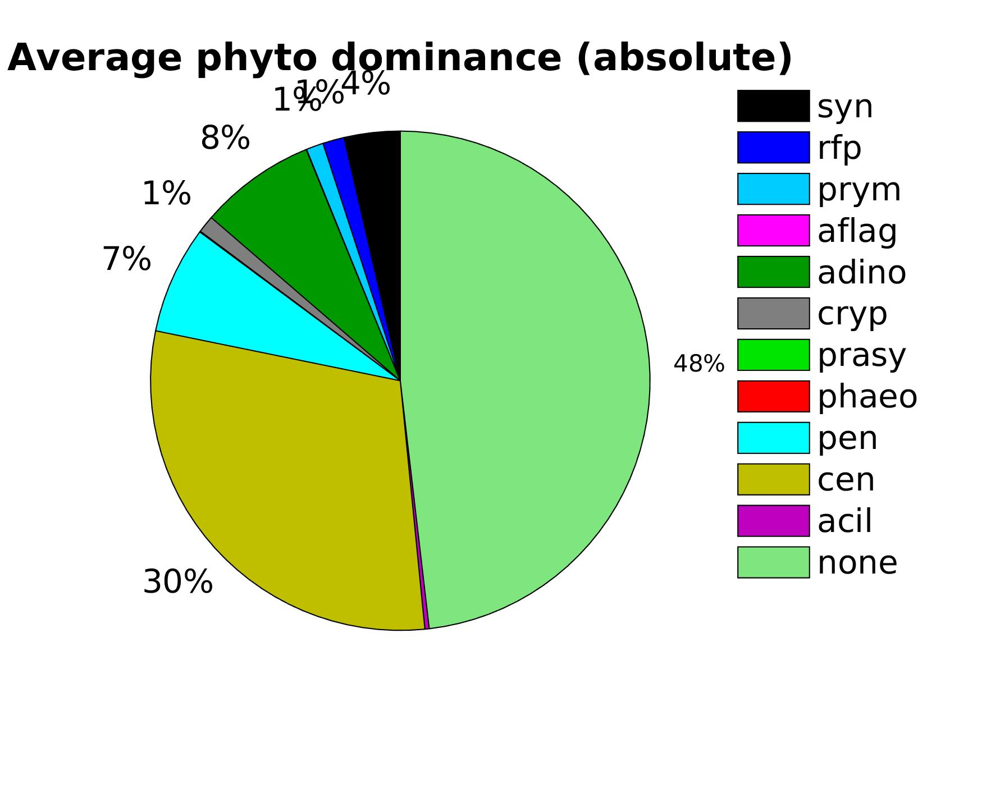 Average phyto dominance (absolute)
4%
1%
1%
8%
1%
7%
30%
48%
syn
rfp
prym
aflag
adino
cryp
prasy
phaeo
pen
cen
acil
none